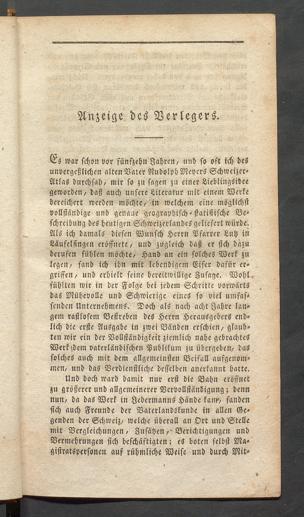 Anzeige des Verlegers.
Es war schon vor fünfzehn Jahren, und so oft ich des
unvergeßlichen alten Vater Rudolph Meyers Schweizer-
Atlas durchsah, mir so zu sagen zu einer Lieblingsidee
geworden, daß auch unsere Literatur mit einem Werke
bereichert werden möchte, in welchem eine möglichst
vollständige und genaue geographisch-statistische Be-
schreibung des heutigen Schweizerlandes geliefert würde.
Als ich damals diesen Wunsch Herrn Pfarrer Lutz in
Läufelfingen eröffnete, und zugleich daß er sich dazu
berufen fühlen möchte, Hand an ein solches Werk zu
legen, fand ich ihn mit lebendigem Eifer dafür er-
griffen, und erhielt seine bereitwillige Zusage. Wohl
fühlten wir in der Folge bei jedem Schritte vorwärts
das Mühevolle und Schwierige eines so viel umfas-
senden Unternehmens. Doch als nach acht Jahr lan-
gem rastlosem Bestreben des Herrn Herausgebers end-
lich die erste Ausgabe in zwei Bänden erschien, glaub-
ten wir ein der Vollständigkeit ziemlich nahe gebrachtes
Werk dem vaterländischen Publikum zu übergeben, das
solches auch mit dem allgemeinsten Beifall aufgenom-
men, und das Verdienstliche desselben anerkannt hatte.
Und doch ward damit nur erst die Bahn eröffnet
zu größerer und allgemeinerer Vervollständigung; denn
nun, da das Werk in Jedermanns Hände kam, fanden
sich auch Freunde der Vaterlandskunde in allen Ge-
genden der Schweiz, welche überall an Ort und Stelle
mit Vergleichungen, Zusätzen, Berichtigungen und
Vermehrungen sich beschäftigten; es boten selbst Ma-
gistratspersonen auf rühmliche Weise und durch Mit-